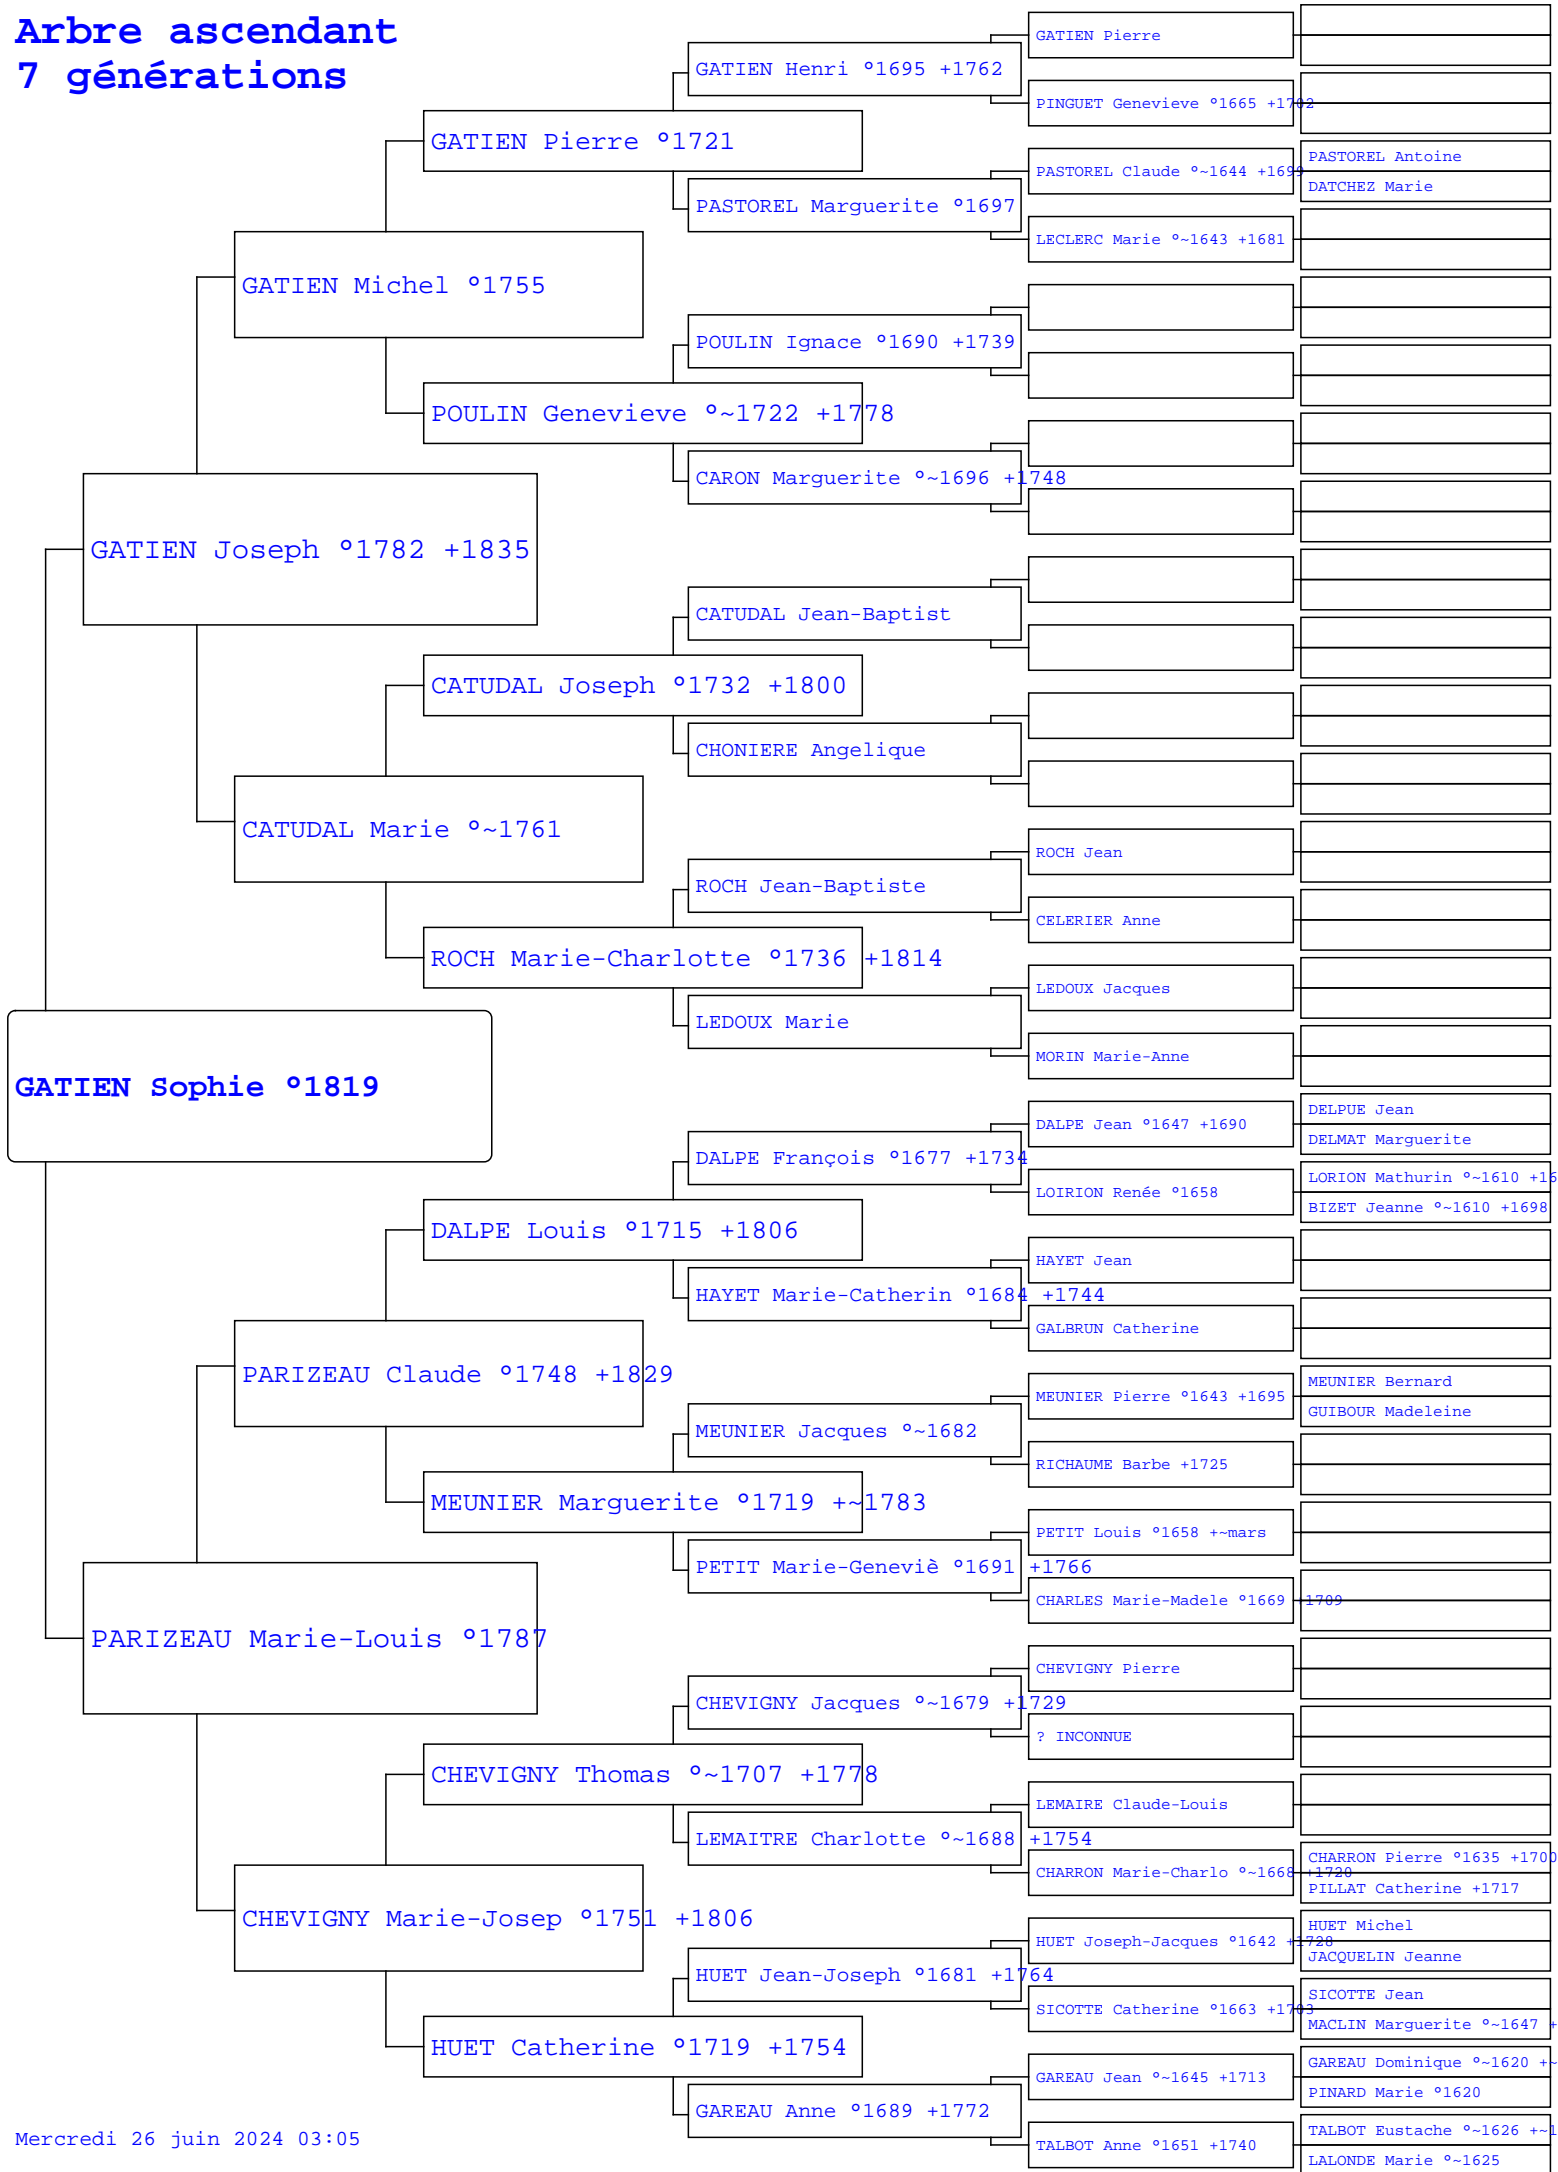 Arbre ascendant
7 générations
GATIEN Sophie °1819
GATIEN Joseph °1782 +1835
PARIZEAU Marie-Louis °1787
GATIEN Michel °1755
CATUDAL Marie °~1761
PARIZEAU Claude °1748 +1829
CHEVIGNY Marie-Josep °1751 +1806
GATIEN Pierre °1721
POULIN Genevieve °~1722 +1778
CATUDAL Joseph °1732 +1800
ROCH Marie-Charlotte °1736 +1814
DALPE Louis °1715 +1806
MEUNIER Marguerite °1719 +~1783
CHEVIGNY Thomas °~1707 +1778
HUET Catherine °1719 +1754
GATIEN Henri °1695 +1762
PASTOREL Marguerite °1697
POULIN Ignace °1690 +1739
CARON Marguerite °~1696 +1748
CATUDAL Jean-Baptist
CHONIERE Angelique
ROCH Jean-Baptiste
LEDOUX Marie
DALPE François °1677 +1734
HAYET Marie-Catherin °1684 +1744
MEUNIER Jacques °~1682
PETIT Marie-Geneviè °1691 +1766
CHEVIGNY Jacques °~1679 +1729
LEMAITRE Charlotte °~1688 +1754
HUET Jean-Joseph °1681 +1764
GAREAU Anne °1689 +1772
GATIEN Pierre
PINGUET Genevieve °1665 +1702
PASTOREL Claude °~1644 +1699
LECLERC Marie °~1643 +1681
ROCH Jean
CELERIER Anne
LEDOUX Jacques
MORIN Marie-Anne
DALPE Jean °1647 +1690
LOIRION Renée °1658
HAYET Jean
GALBRUN Catherine
MEUNIER Pierre °1643 +1695
RICHAUME Barbe +1725
PETIT Louis °1658 +~mars
CHARLES Marie-Madele °1669 +1709
CHEVIGNY Pierre
? INCONNUE
LEMAIRE Claude-Louis
CHARRON Marie-Charlo °~1668 +1720
HUET Joseph-Jacques °1642 +1728
SICOTTE Catherine °1663 +1703
GAREAU Jean °~1645 +1713
TALBOT Anne °1651 +1740
PASTOREL Antoine
DATCHEZ Marie
DELPUE Jean
DELMAT Marguerite
LORION Mathurin °~1610 +16
BIZET Jeanne °~1610 +1698
MEUNIER Bernard
GUIBOUR Madeleine
CHARRON Pierre °1635 +1700
PILLAT Catherine +1717
HUET Michel
JACQUELIN Jeanne
SICOTTE Jean
MACLIN Marguerite °~1647 +
GAREAU Dominique °~1620 +~
PINARD Marie °1620
TALBOT Eustache °~1626 +~1
LALONDE Marie °~1625
Mercredi 26 juin 2024 03:05